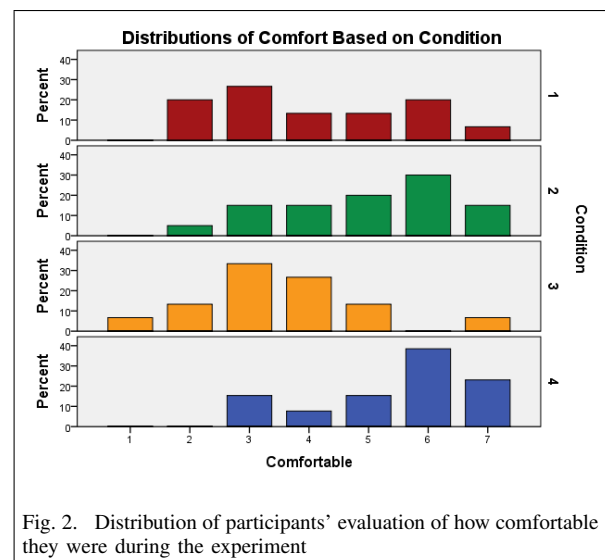 Distributions of Comfort Based on Condition
Percent
40
30
20
10
0
1
Percent
40
30
20
10
0
2
Percent
40
30
20
10
0
3
Percent
40
30
20
10
0
4
Condition
1 2 3 4 5 6 7
Comfortable
Fig. 2. Distribution of participants' evaluation of how comfortable
they were during the experiment